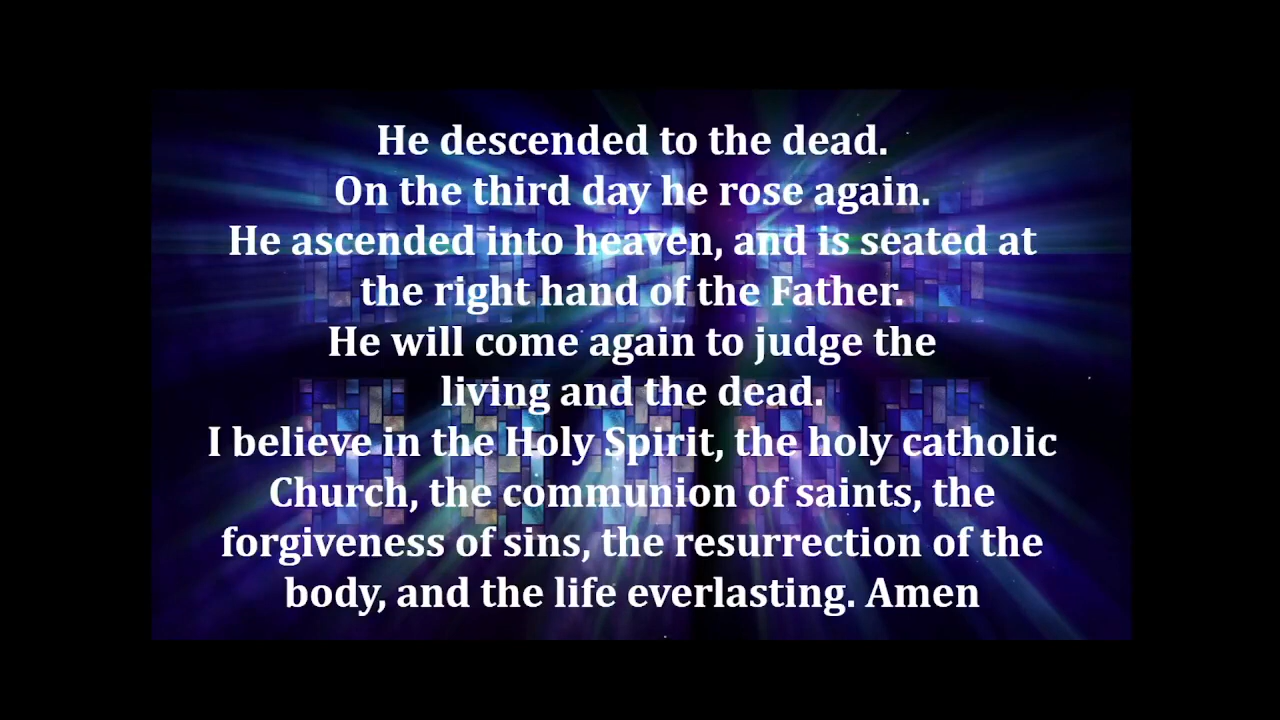 He descended to the dead.
On the third day he rose again.
He ascended into heaven, and is seated at
the right hand of the Father.
He will come again to judge the
living and the dead.
I believe in the Holy Spirit, the holy catholic
Church, the communion of saints, the
forgiveness of sins, the resurrection of the
body, and the life everlasting. Amen